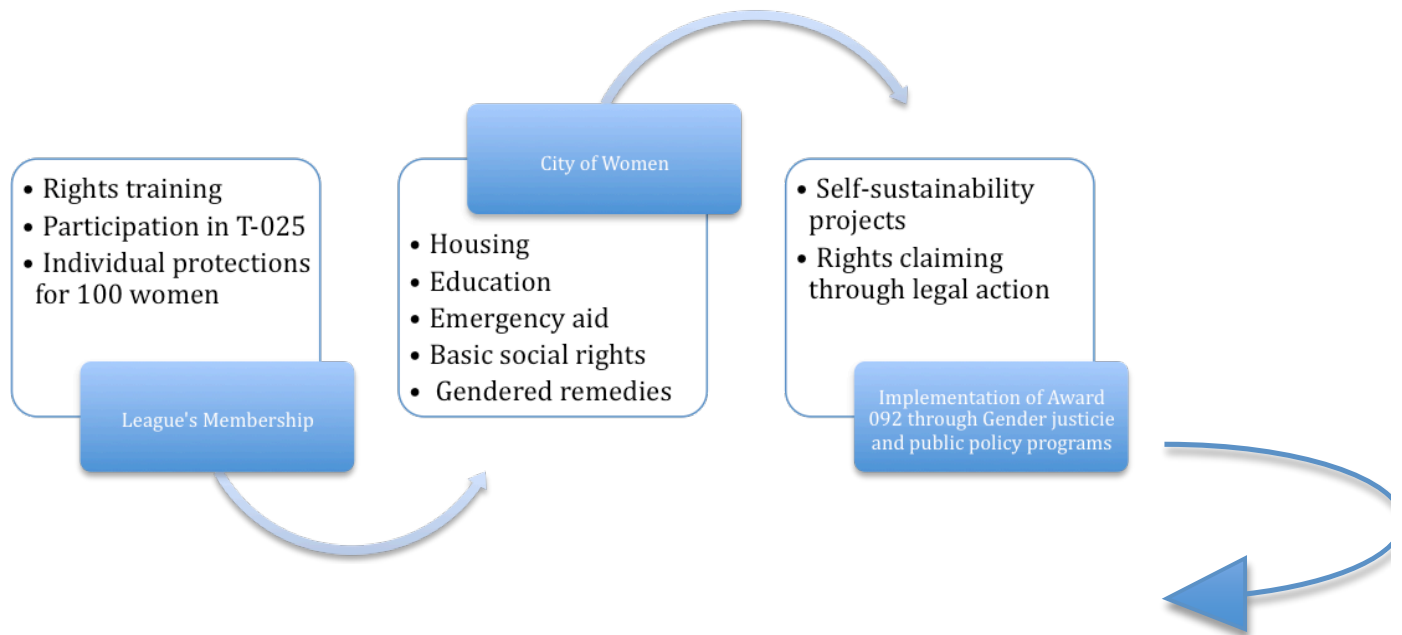 • Rights training
• Participation in T-025
• Individual protections
for 100 women
League's Membership
City of Women
• Housing
• Education
• Emergency aid
• Basic social rights
• Gendered remedies
• Self-sustainability
projects
• Rights claiming
through legal action
Implementation of Award
092 through Gender justicie
and public policy programs